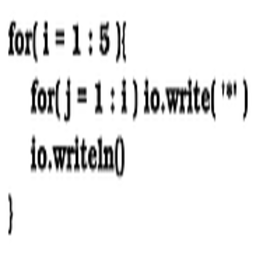 for( i = 1 : 5 ){
for( j = 1 : i ) io.write( '*' )
io.writeln()
}